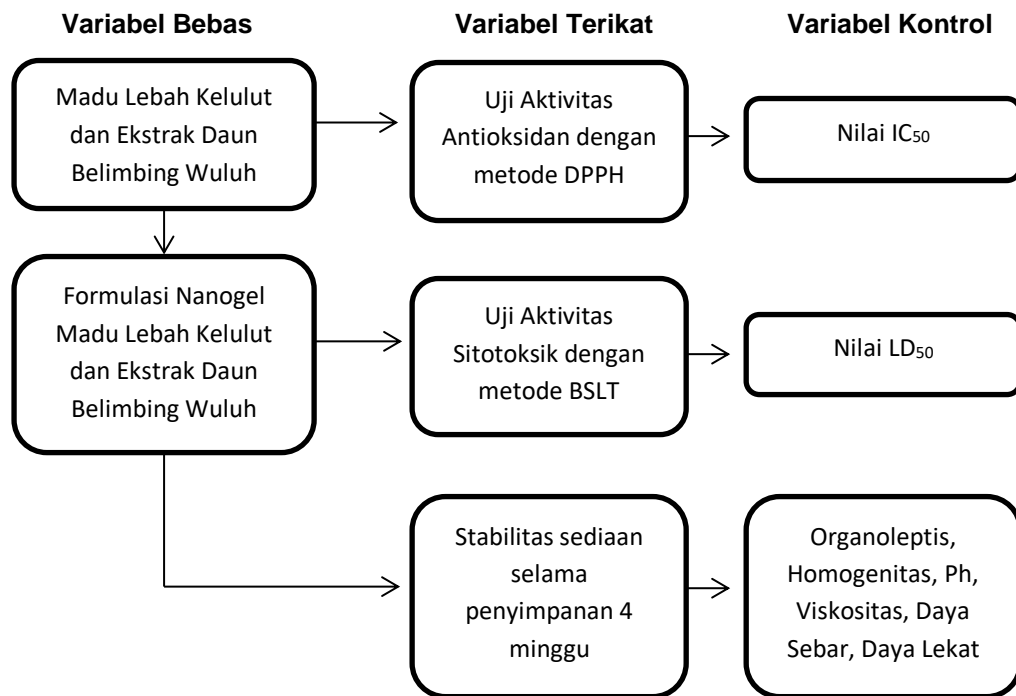 Variabel Bebas
Variabel Terikat
Variabel Kontrol
Madu Lebah Kelulut
dan Ekstrak Daun
Belimbing Wuluh
Uji Aktivitas
Antioksidan dengan
metode DPPH
Nilai IC₅₀
Formulasi Nanogel
Madu Lebah Kelulut
dan Ekstrak Daun
Belimbing Wuluh
Uji Aktivitas
Sitotoksik dengan
metode BSLT
Nilai LD₅₀
Stabilitas sediaan
selama
penyimpanan 4
minggu
Organoleptis,
Homogenitas, Ph,
Viskositas, Daya
Sebar, Daya Lekat